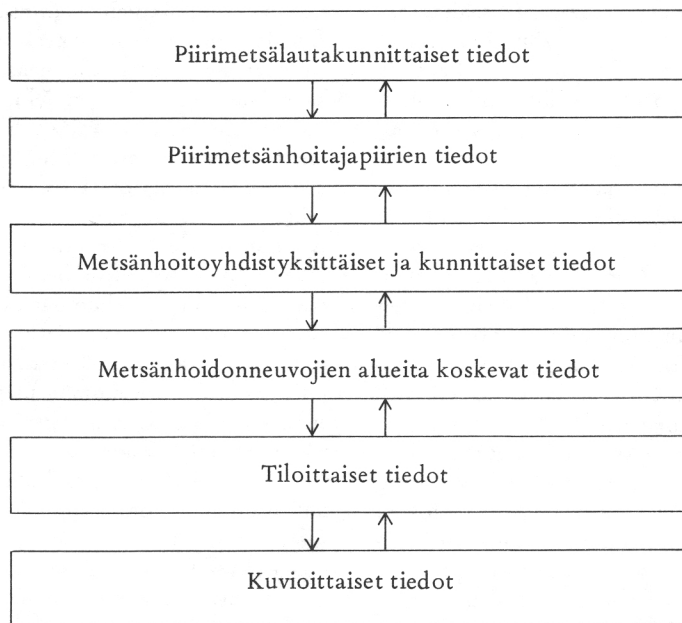 Piirimetsälautakunnittaiset tiedot
Piirimetsänhoitajapiirien tiedot
Metsänhoitoyhdistyksittäiset ja kunnittaiset tiedot
Metsänhoidonneuvojien alueita koskevat tiedot
Tiloittaiset tiedot
Kuvioittaiset tiedot